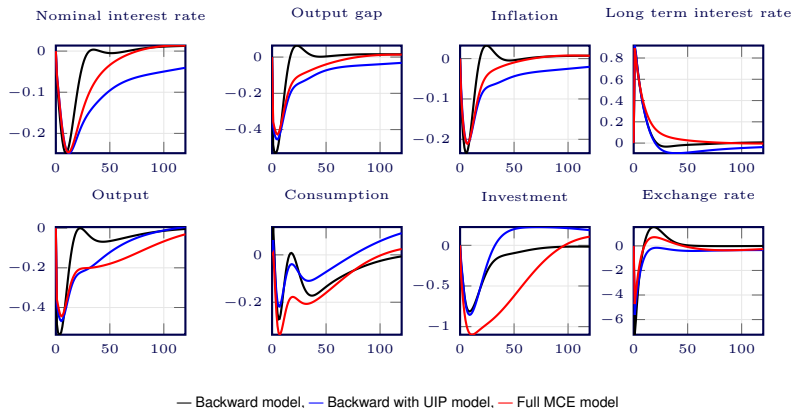 Nominal interest rate
Output gap
Inflation
Long term interest rate
0
−0.1
−0.2
0 50 100
0
−0.2
−0.4
0 50 100
0
−0.1
−0.2
0 50 100
0.8
0.6
0.4
0.2
0
0 50 100
Output
Consumption
Investment
Exchange rate
0
−0.2
−0.4
0 50 100
0
−0.2
0 50 100
0
−0.5
−1
0 50 100
0
−2
−4
−6
0 50 100
Backward model, Backward with UIP model, Full MCE model